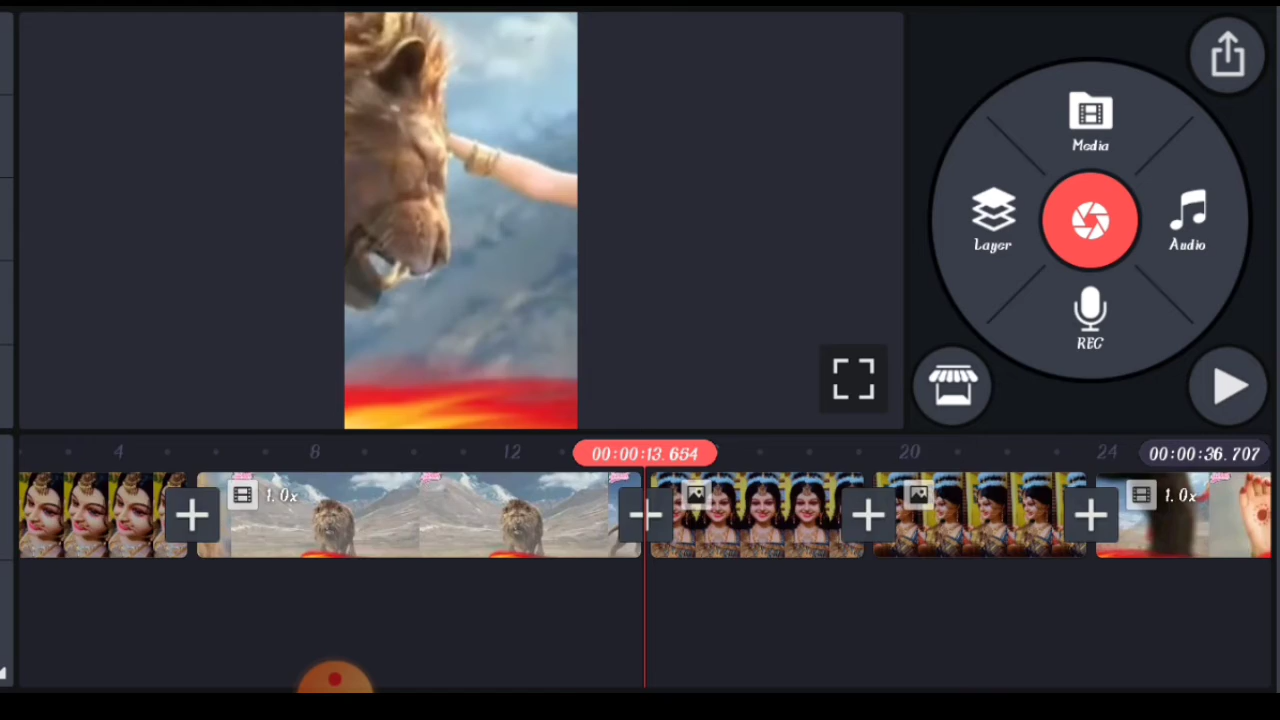 Media
Layer
Audio
REC
4
8
12
00:00:13.654
20
24
00:00:36.707
1.0x
1.0x